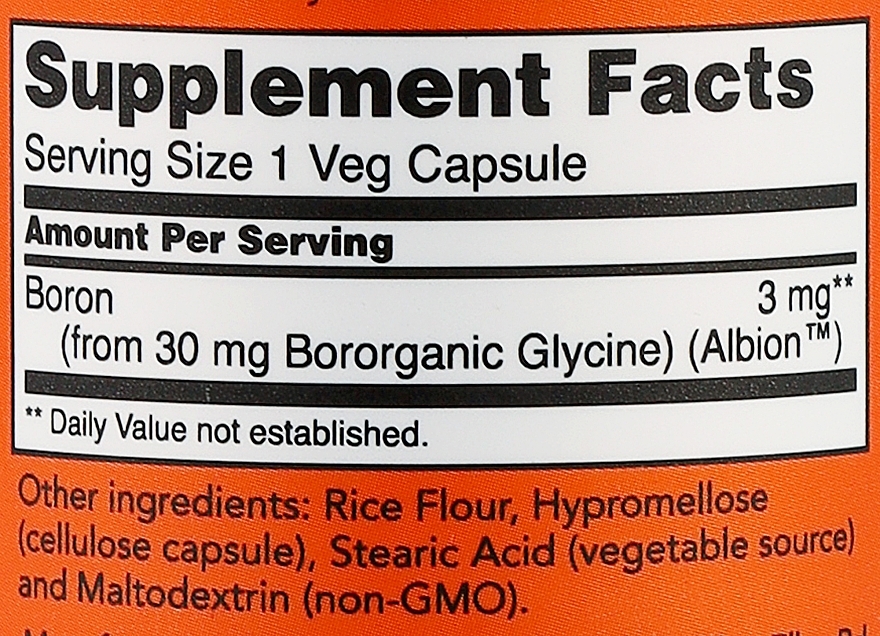 Supplement Facts
Serving Size 1 Veg Capsule
Amount Per Serving
Boron 3 mg**
(from 30 mg Bororganic Glycine) (Albion™)
** Daily Value not established.
Other ingredients: Rice Flour, Hypromellose
(cellulose capsule), Stearic Acid (vegetable source)
and Maltodextrin (non-GMO).